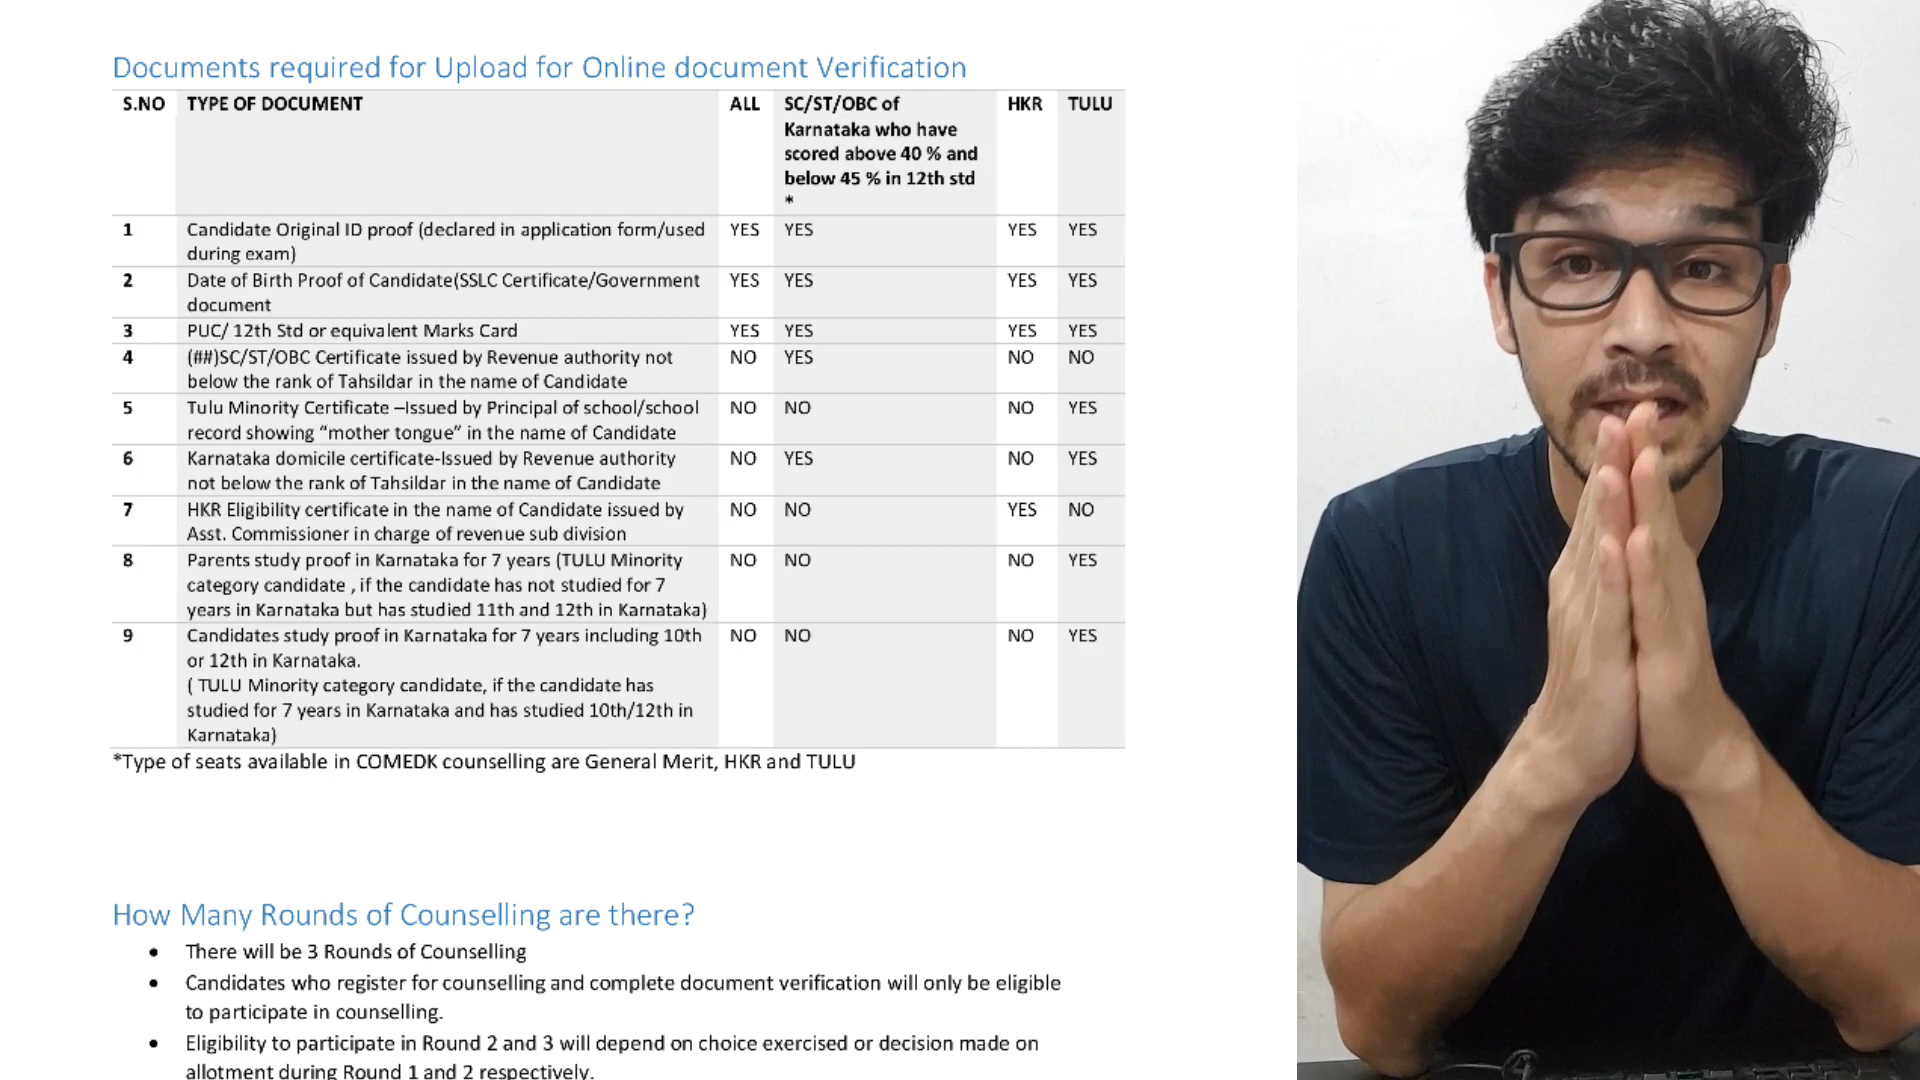 Documents required for Upload for Online document Verification
S.NO TYPE OF DOCUMENT ALL SC/ST/OBC of Karnataka who have scored above 40 % and below 45 % in 12th std * HKR TULU
1 Candidate Original ID proof (declared in application form/used YES YES YES YES
during exam)
2 Date of Birth Proof of Candidate(SSLC Certificate/Government YES YES YES YES
document
3 PUC/ 12th Std or equivalent Marks Card YES YES YES YES
4 (##)SC/ST/OBC Certificate issued by Revenue authority not NO YES NO NO
below the rank of Tahsildar in the name of Candidate
5 Tulu Minority Certificate –Issued by Principal of school/school NO NO NO YES
record showing “mother tongue” in the name of Candidate
6 Karnataka domicile certificate-Issued by Revenue authority NO YES NO YES
not below the rank of Tahsildar in the name of Candidate
7 HKR Eligibility certificate in the name of Candidate issued by NO NO YES NO
Asst. Commissioner in charge of revenue sub division
8 Parents study proof in Karnataka for 7 years (TULU Minority NO NO NO YES
category candidate , if the candidate has not studied for 7
years in Karnataka but has studied 11th and 12th in Karnataka)
9 Candidates study proof in Karnataka for 7 years including 10th NO NO NO YES
or 12th in Karnataka.
( TULU Minority category candidate, if the candidate has
studied for 7 years in Karnataka and has studied 10th/12th in
Karnataka)
*Type of seats available in COMEDK counselling are General Merit, HKR and TULU
How Many Rounds of Counselling are there?
• There will be 3 Rounds of Counselling
• Candidates who register for counselling and complete document verification will only be eligible
to participate in counselling.
• Eligibility to participate in Round 2 and 3 will depend on choice exercised or decision made on
allotment during Round 1 and 2 respectively.